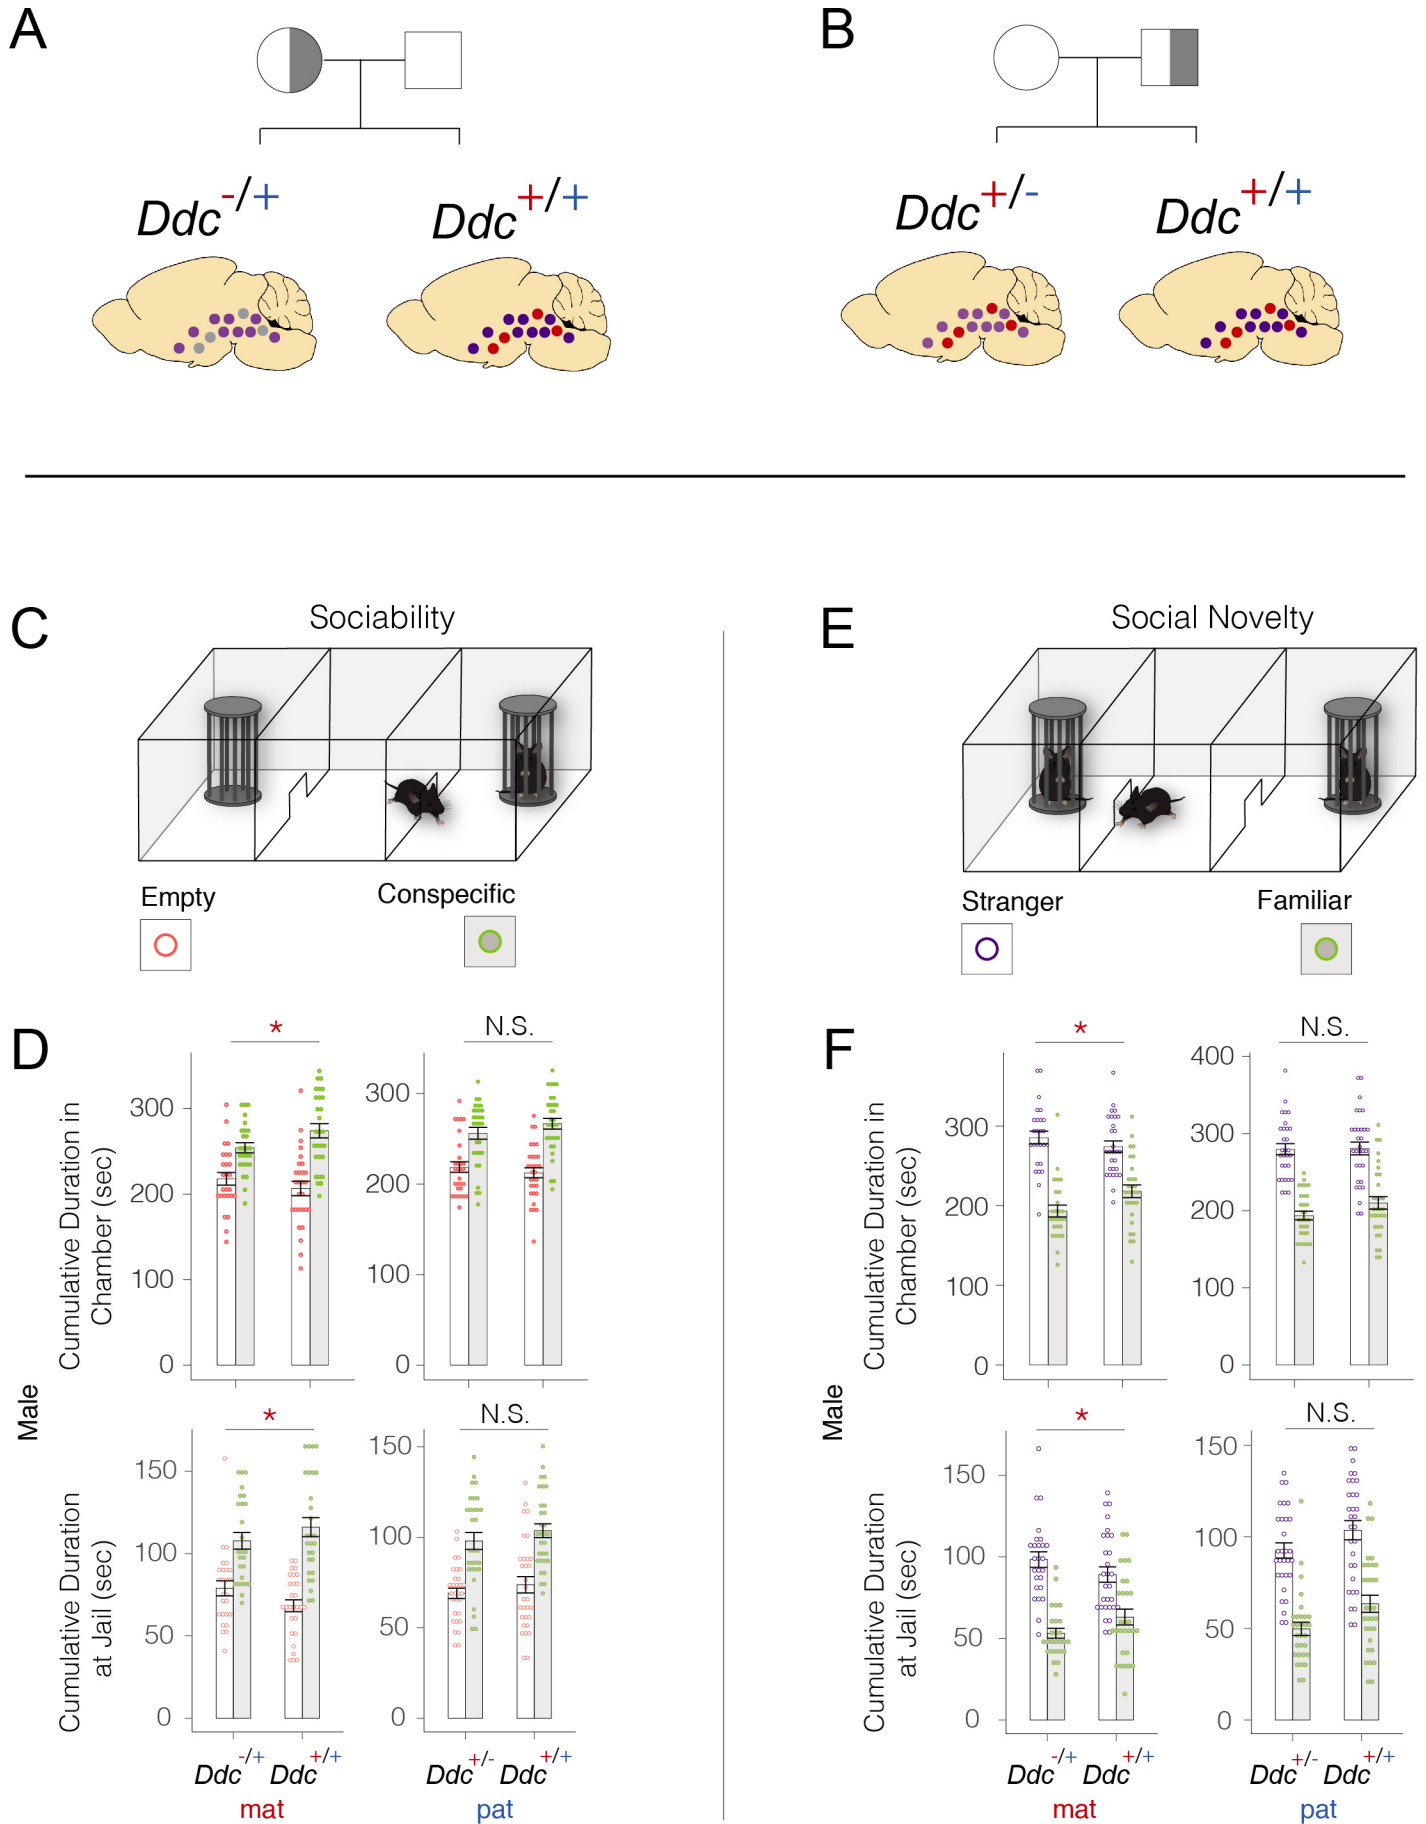 A
B
Ddc-/+
Ddc+/+
Ddc+/-
Ddc+/+
C
Sociability
E
Social Novelty
Empty
Conspecific
Stranger
Familiar
D
*
N.S.
F
*
N.S.
Cumulative Duration in
Chamber (sec)
300
200
100
0
300
200
100
0
Cumulative Duration in
Chamber (sec)
300
200
100
0
400
300
200
100
0
Male
*
N.S.
Male
*
N.S.
Cumulative Duration
at Jail (sec)
150
100
50
0
150
100
50
0
Cumulative Duration
at Jail (sec)
150
100
50
0
150
100
50
0
Ddc-/+ Ddc+/+
mat
Ddc+/- Ddc+/+
pat
Ddc-/+ Ddc+/+
mat
Ddc+/- Ddc+/+
pat